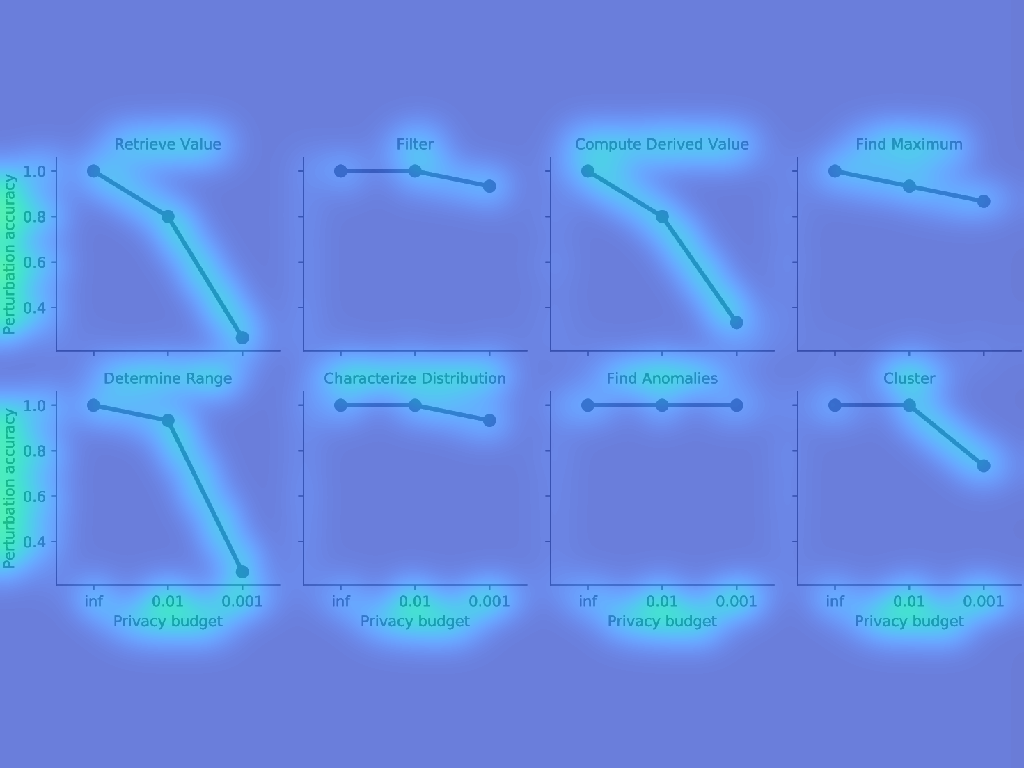 Retrieve Value
Filter
Compute Derived Value
Find Maximum
Perturbation accuracy
1.0
0.8
0.6
0.4
Determine Range
Characterize Distribution
Find Anomalies
Cluster
Perturbation accuracy
1.0
0.8
0.6
0.4
inf 0.01 0.001
Privacy budget
inf 0.01 0.001
Privacy budget
inf 0.01 0.001
Privacy budget
inf 0.01 0.001
Privacy budget